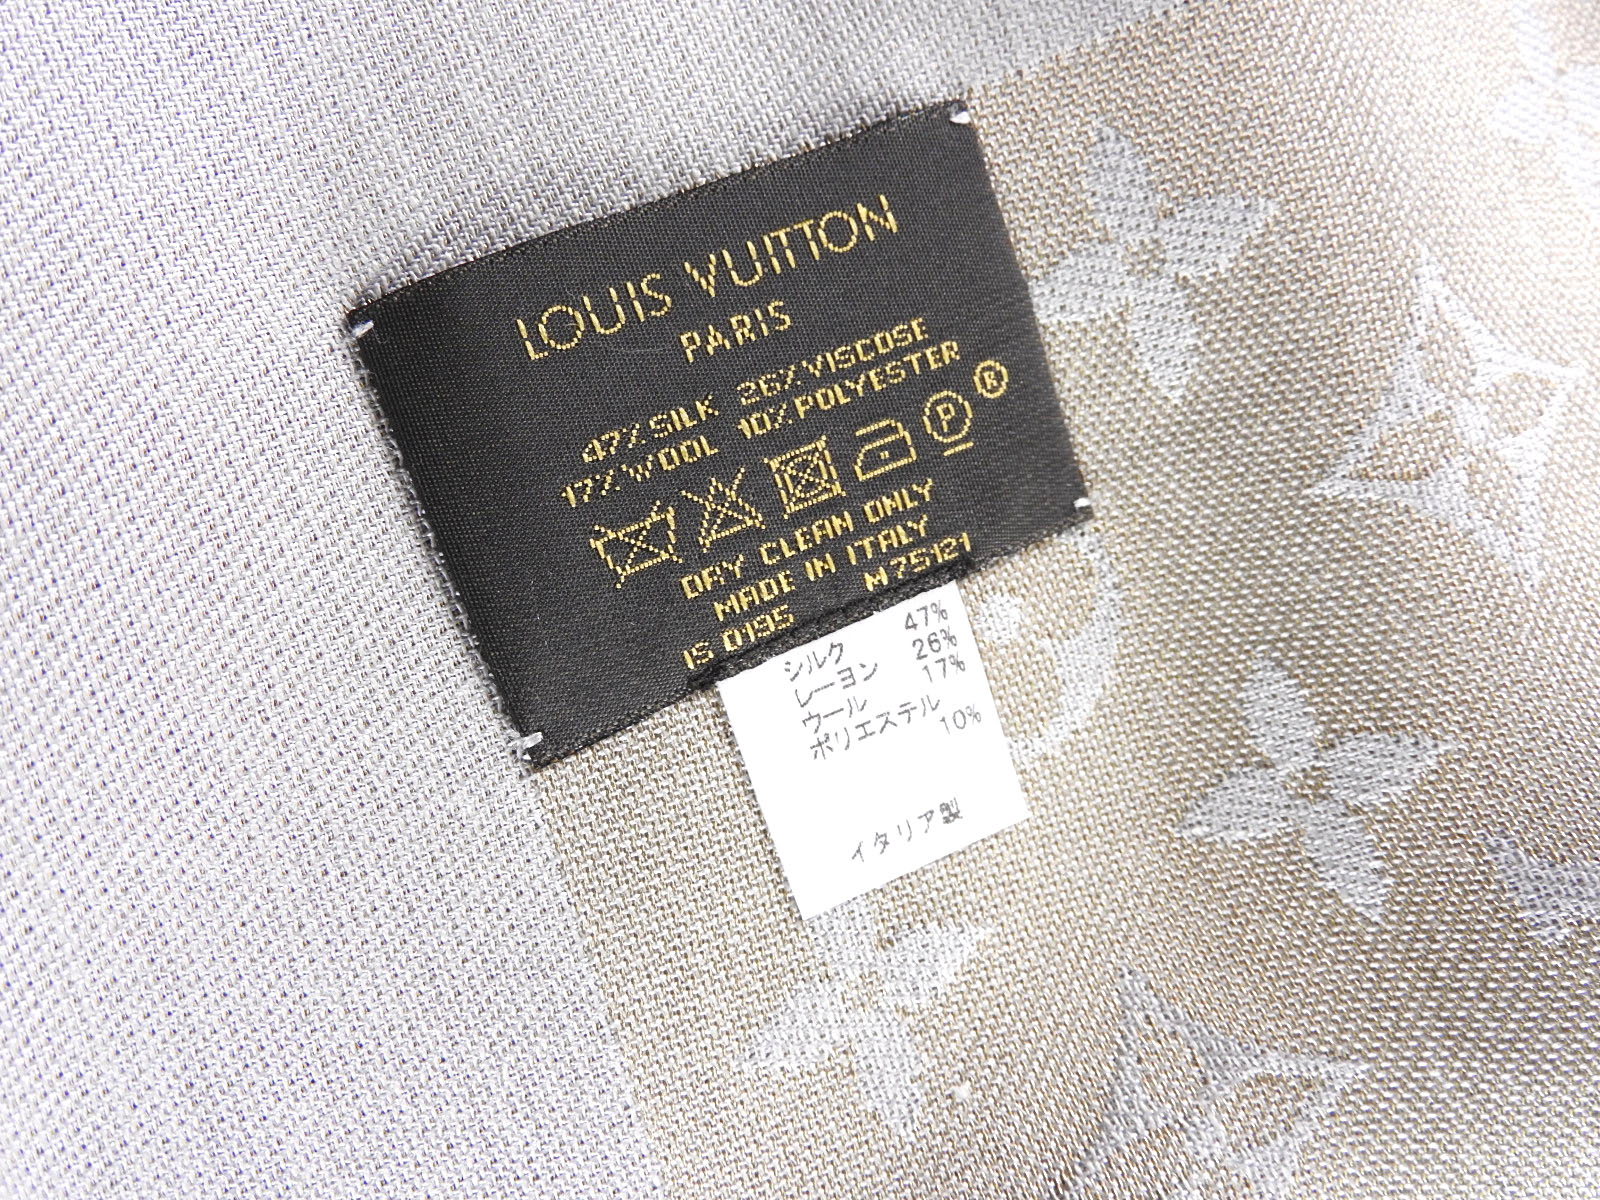 LOUIS VUITTON
PARIS
47% SILK 26% VISCOSE
17% WOOL 10% POLYESTER
P ®
DRY CLEAN ONLY
MADE IN ITALY
IS 0195 M75121
シルク 47%
レーヨン 26%
ウール 17%
ポリエステル 10%
イタリア製